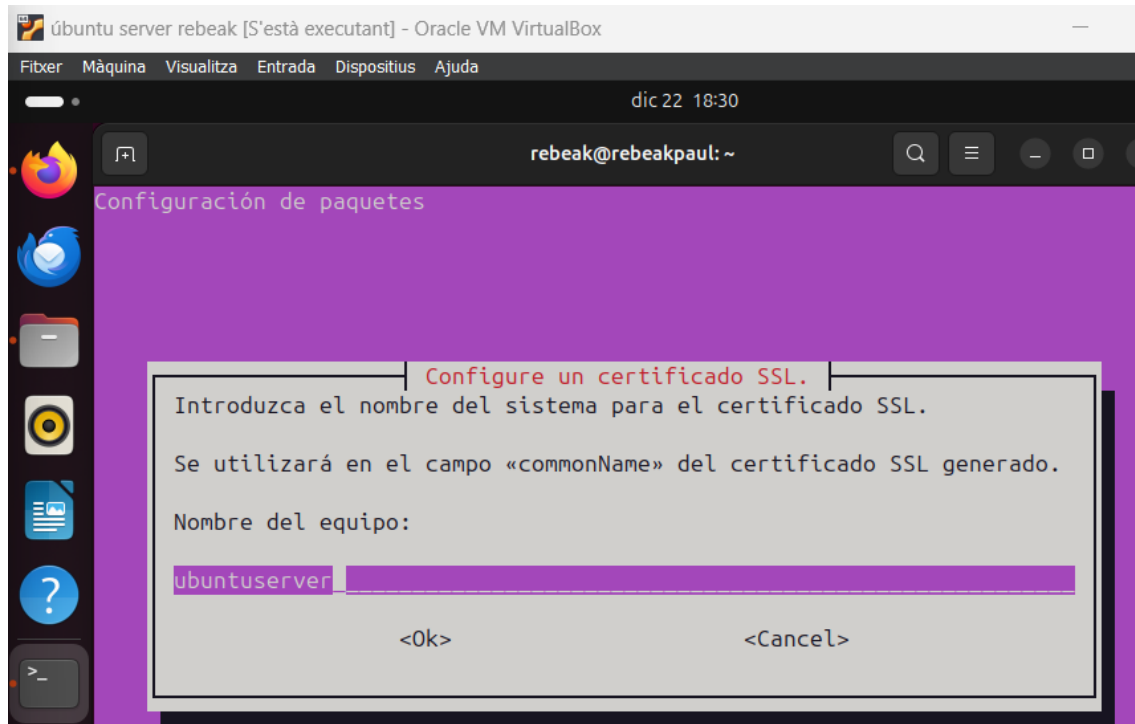 úbuntu server rebeak [S'està executant] - Oracle VM VirtualBox
Fitxer Màquina Visualitza Entrada Dispositius Ajuda
dic 22 18:30
rebeak@rebeakpaul: ~
Configuración de paquetes
Configure un certificado SSL.
Introduzca el nombre del sistema para el certificado SSL.
Se utilizará en el campo «commonName» del certificado SSL generado.
Nombre del equipo:
ubuntuserver
<Ok> <Cancel>